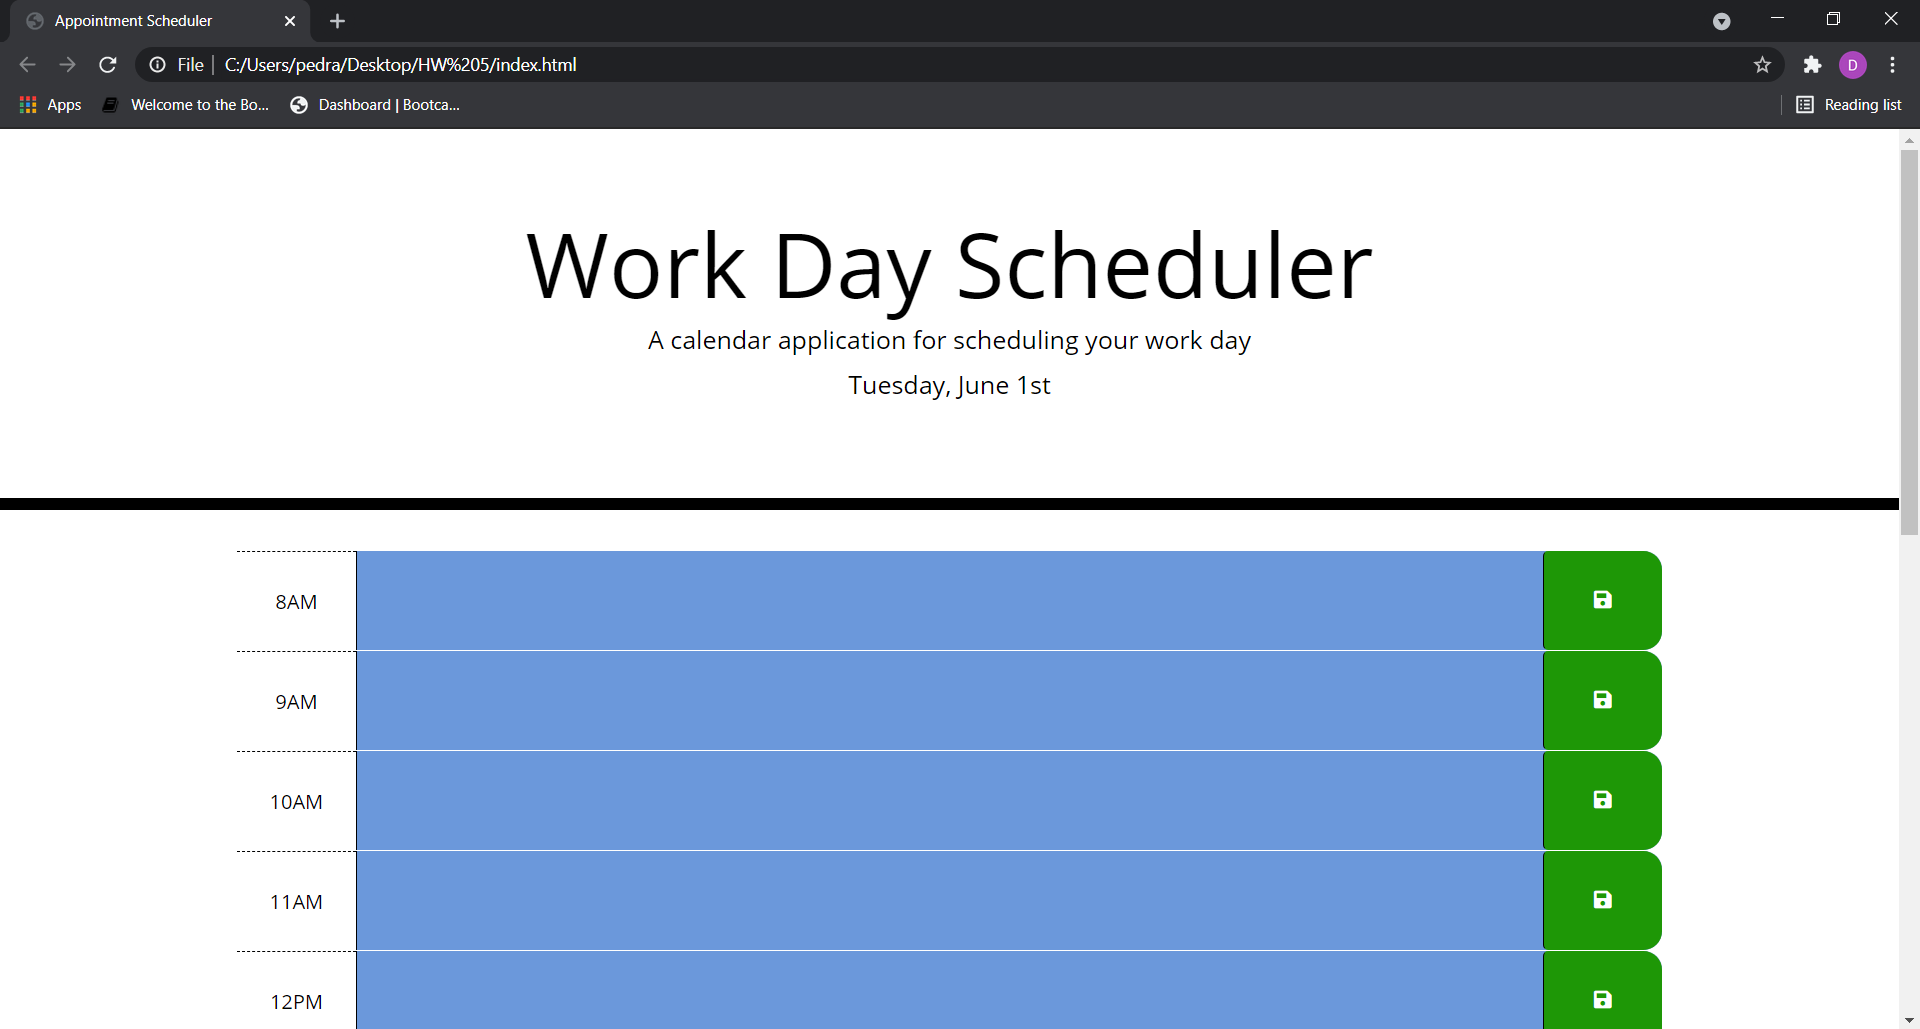 Appointment Scheduler
File
C:/Users/pedra/Desktop/HW%205/index.html
D
Apps
Welcome to the Bo...
Dashboard | Bootca...
Reading list
Work Day Scheduler
A calendar application for scheduling your work day
Tuesday, June 1st
8AM
9AM
10AM
11AM
12PM